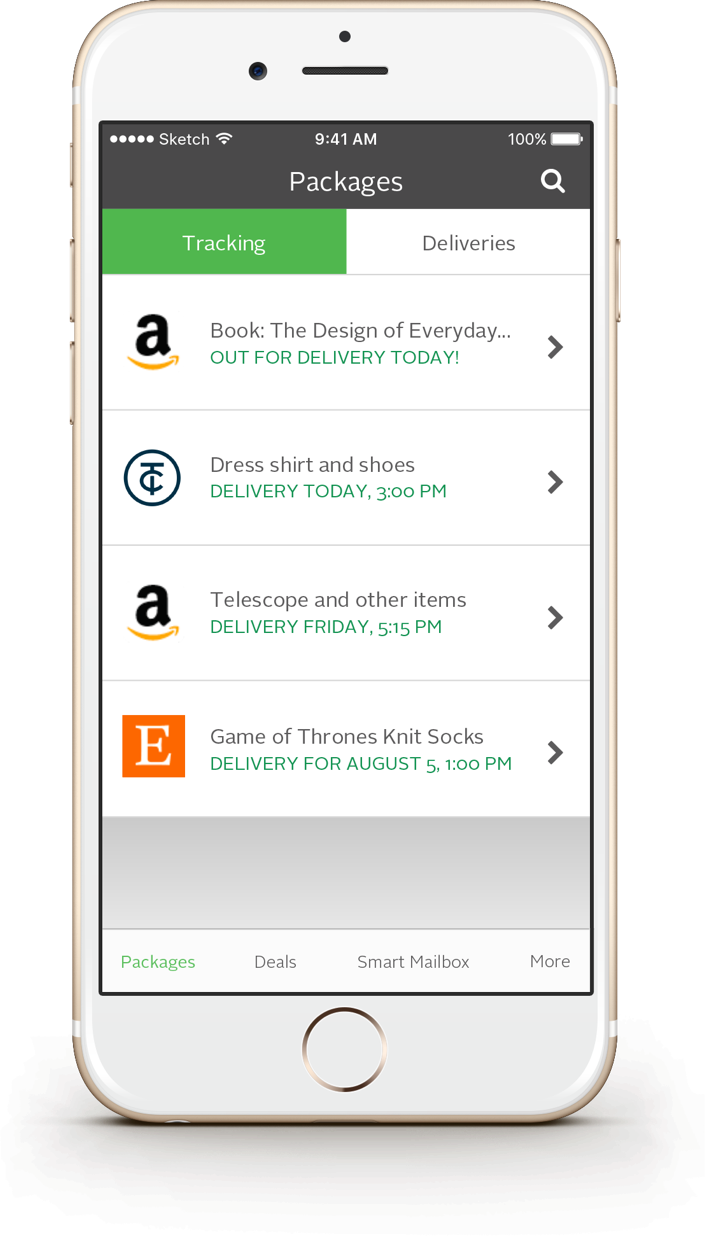 Sketch 9:41 AM 100%
Packages
Tracking Deliveries
a
Book: The Design of Everyday...
OUT FOR DELIVERY TODAY!
TC
Dress shirt and shoes
DELIVERY TODAY, 3:00 PM
a
Telescope and other items
DELIVERY FRIDAY, 5:15 PM
E
Game of Thrones Knit Socks
DELIVERY FOR AUGUST 5, 1:00 PM
Packages Deals Smart Mailbox More